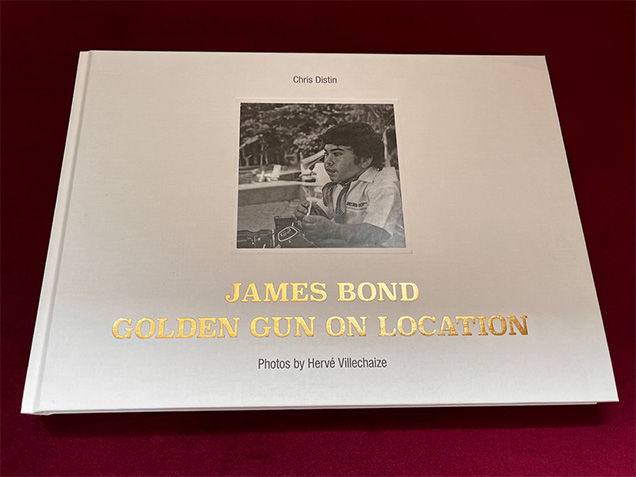 Chris Distin
JAMES BOND
GOLDEN GUN ON LOCATION
Photos by Hervé Villechaize